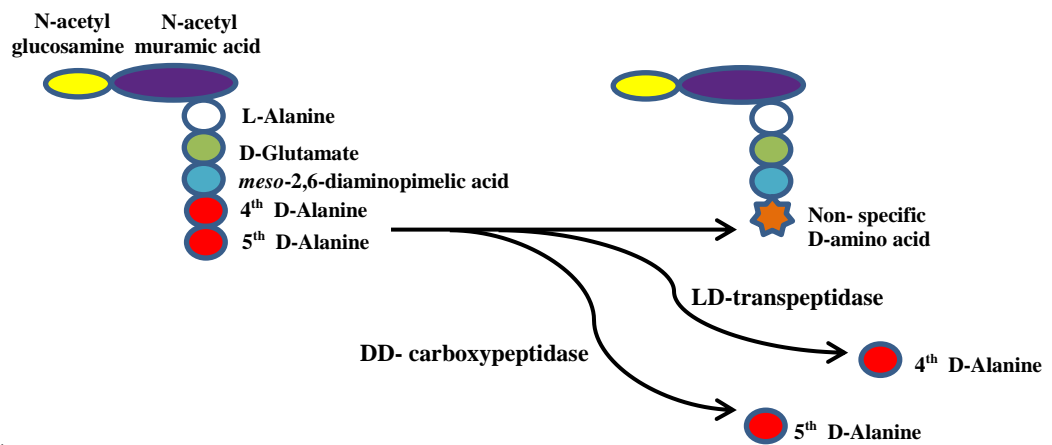 N-acetyl
glucosamine
N-acetyl
muramic acid
L-Alanine
D-Glutamate
meso-2,6-diaminopimelic acid
4th D-Alanine
5th D-Alanine
Non- specific
D-amino acid
LD-transpeptidase
DD- carboxypeptidase
4th D-Alanine
5th D-Alanine